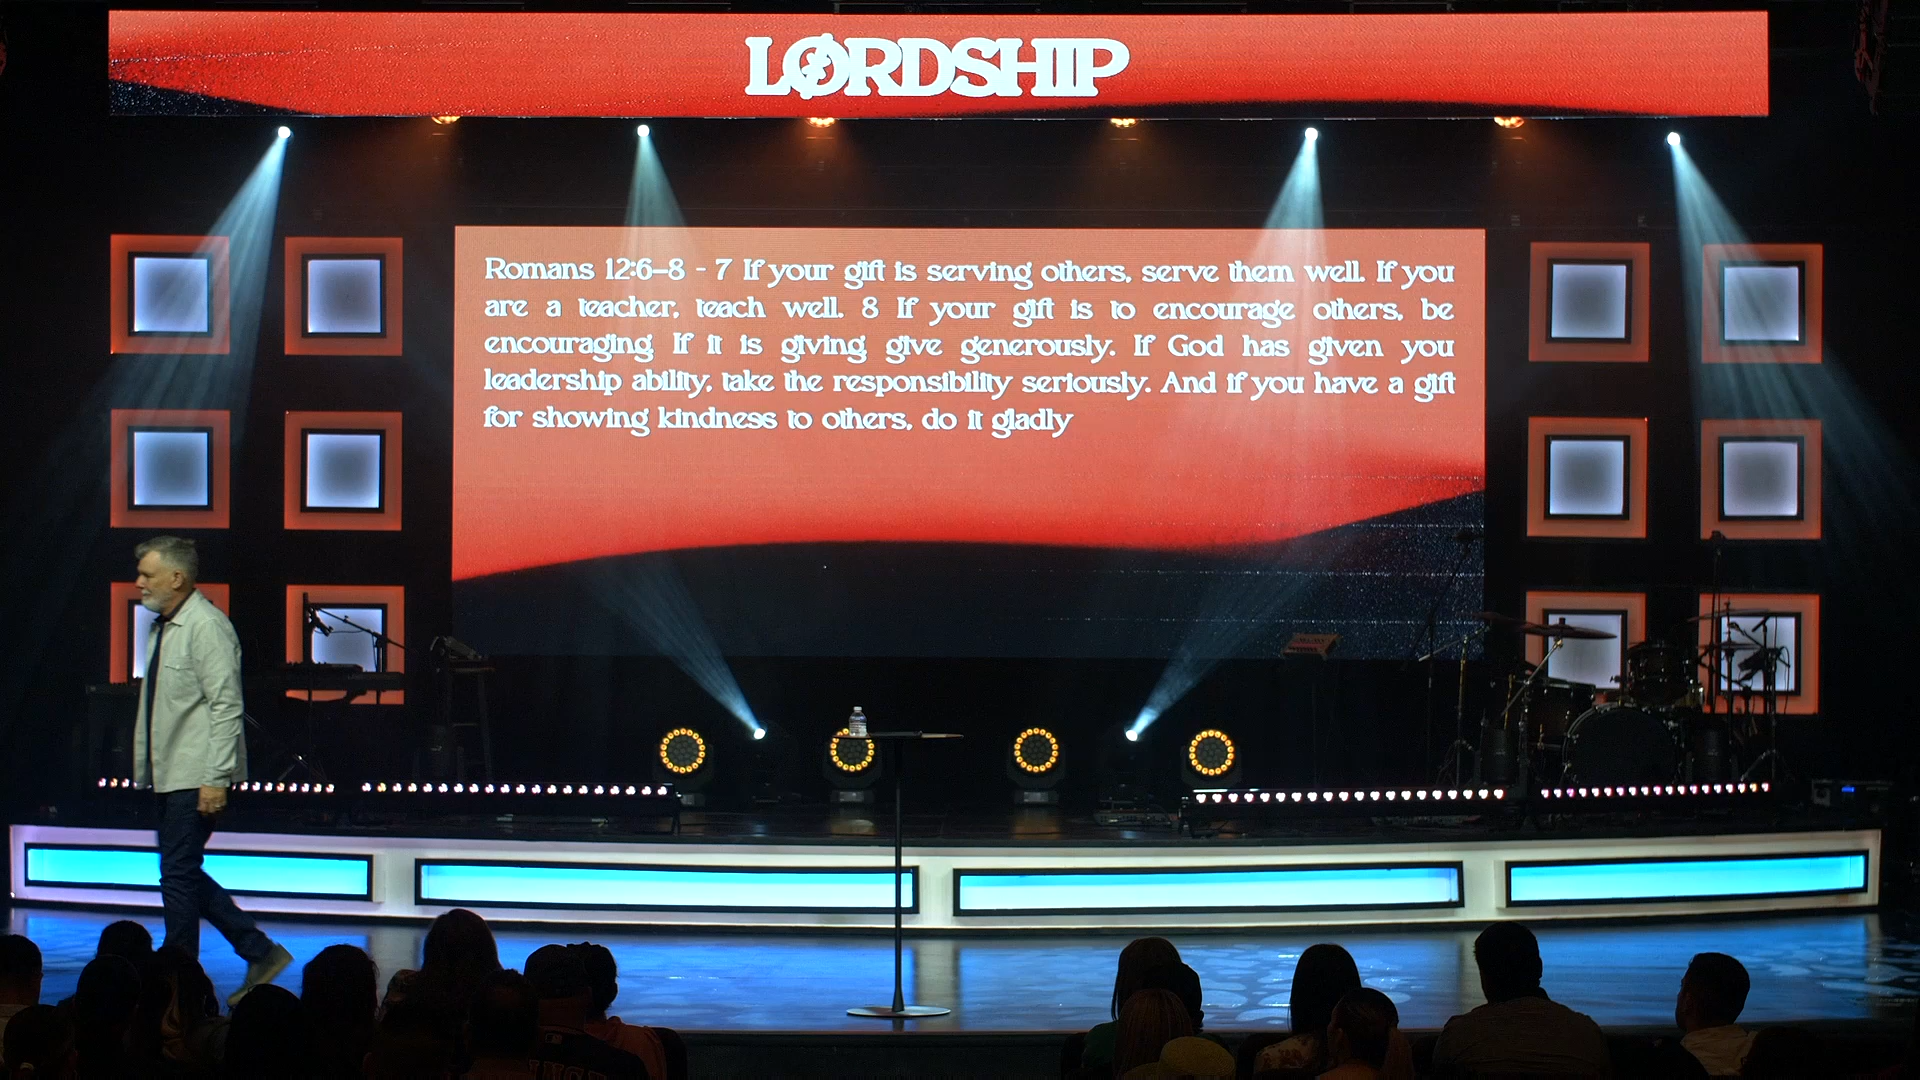 LORDSHIP
Romans 12:6–8 - 7 If your gift is serving others, serve them well. If you
are a teacher, teach well. 8 If your gift is to encourage others, be
encouraging. If it is giving, give generously. If God has given you
leadership ability, take the responsibility seriously. And if you have a gift
for showing kindness to others, do it gladly